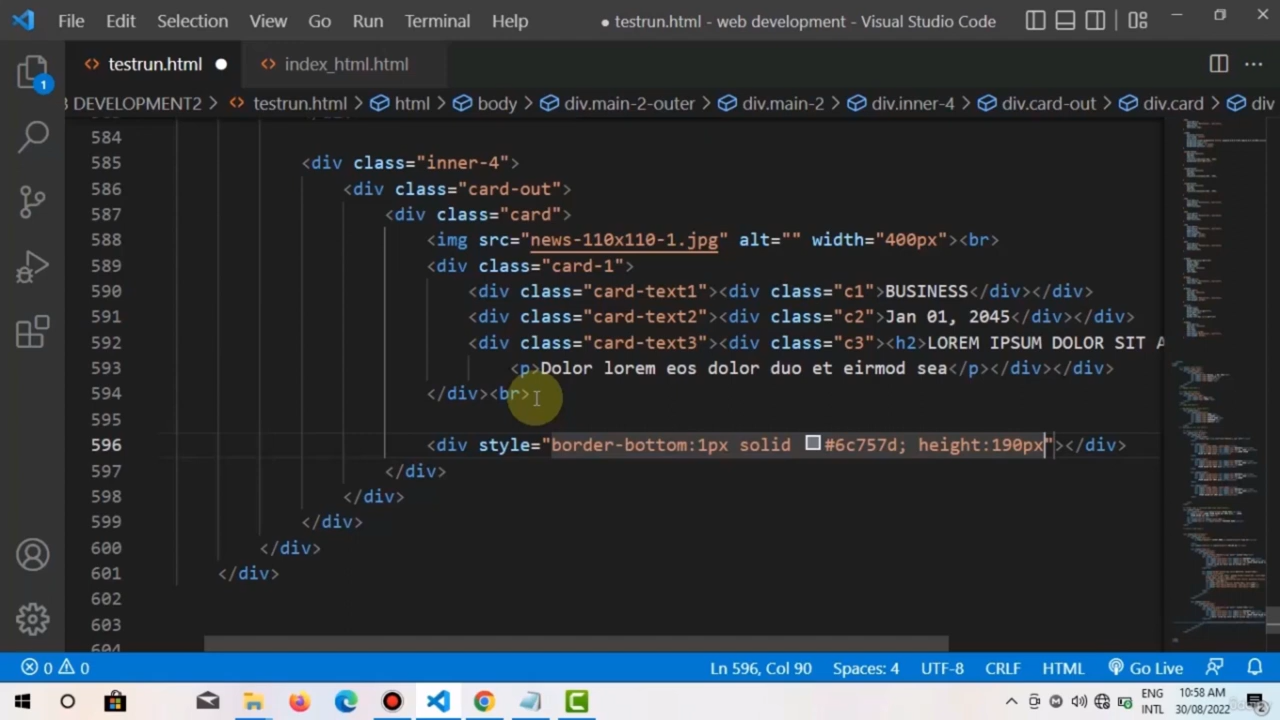 File Edit Selection View Go Run Terminal Help ● testrun.html - web development - Visual Studio Code
testrun.html ● index_html.html
1
DEVELOPMENT2 > testrun.html > html > body > div.main-2-outer > div.main-2 > div.inner-4 > div.card-out > div.card > div
584
585 <div class="inner-4">
586 <div class="card-out">
587 <div class="card">
588 <img src="news-110x110-1.jpg" alt="" width="400px"><br>
589 <div class="card-1">
590 <div class="card-text1"><div class="c1">BUSINESS</div></div>
591 <div class="card-text2"><div class="c2">Jan 01, 2045</div></div>
592 <div class="card-text3"><div class="c3"><h2>LOREM IPSUM DOLOR SIT A
593 <p>Dolor lorem eos dolor duo et eirmod sea</p></div></div>
594 </div><br>
595
596 <div style="border-bottom:1px solid #6c757d; height:190px"></div>
597 </div>
598 </div>
599 </div>
600 </div>
601 </div>
602
603
604
0 0 Ln 596, Col 90 Spaces: 4 UTF-8 CRLF HTML Go Live
ENG 10:58 AM
INTL 30/08/2022 2